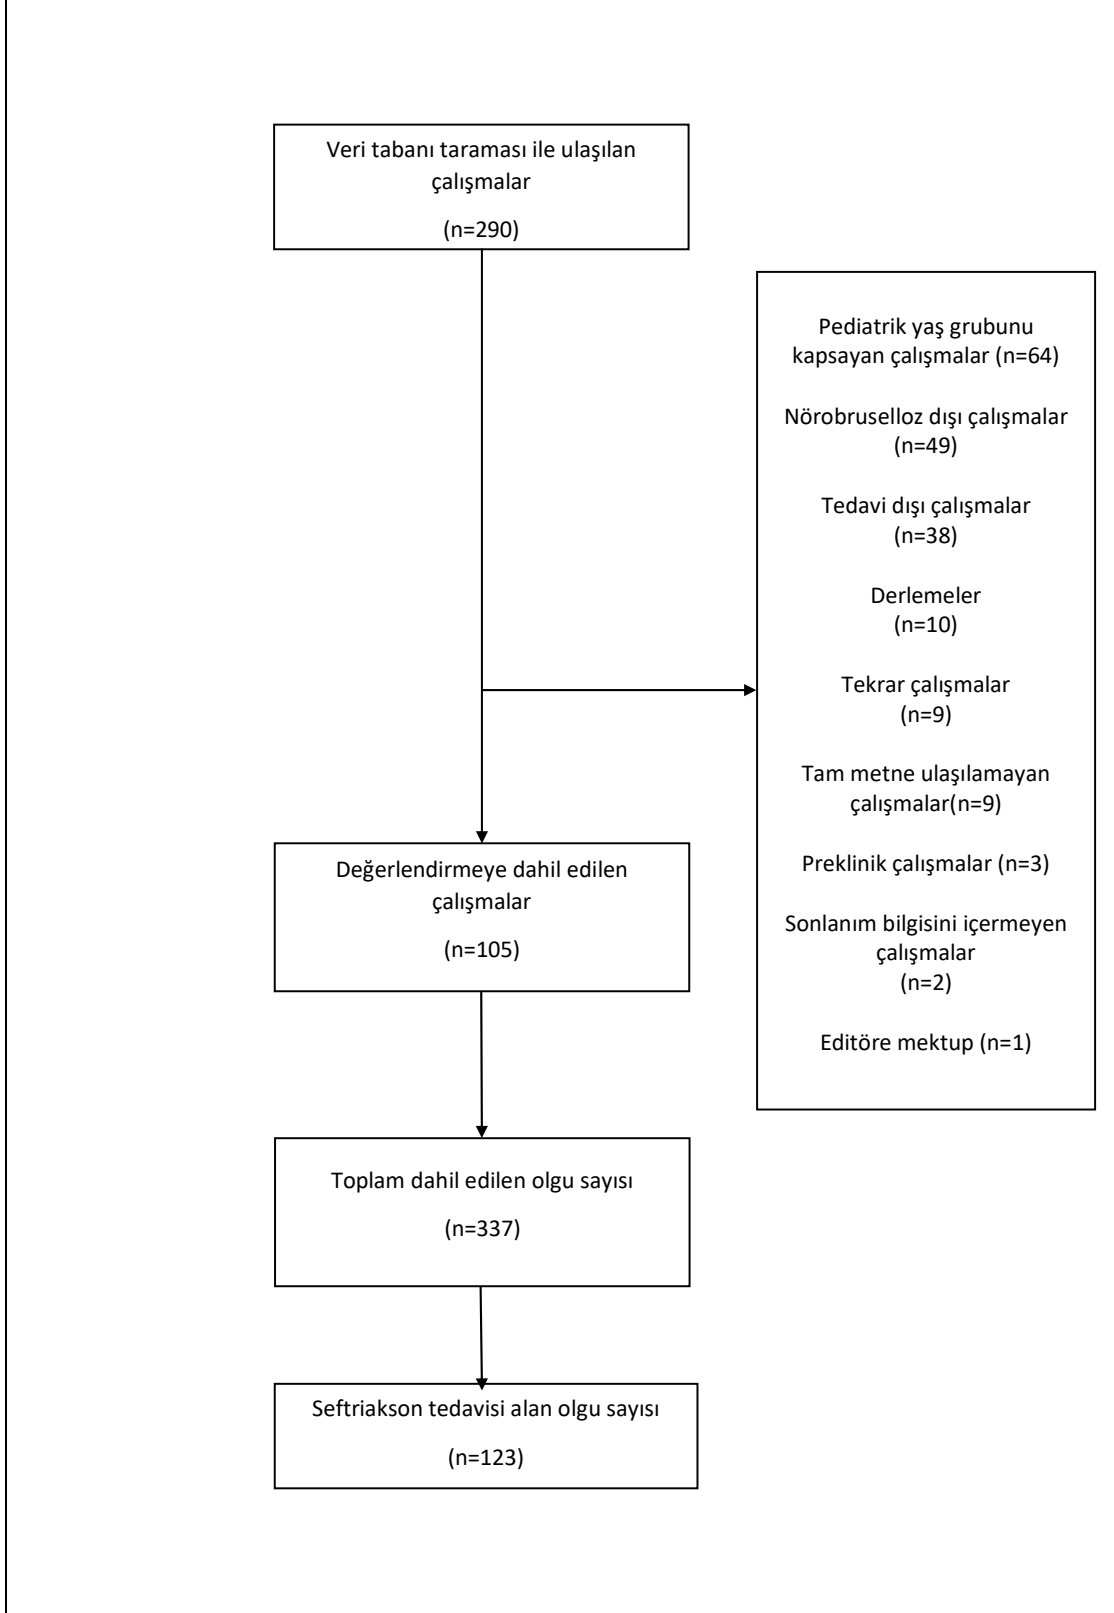 Veri tabanı taraması ile ulaşılan
çalışmalar
(n=290)
Pediatrik yaş grubunu
kapsayan çalışmalar (n=64)
Nörobruselloz dışı çalışmalar
(n=49)
Tedavi dışı çalışmalar
(n=38)
Derlemeler
(n=10)
Tekrar çalışmalar
(n=9)
Tam metne ulaşılamayan
çalışmalar(n=9)
Preklinik çalışmalar (n=3)
Sonlanım bilgisini içermeyen
çalışmalar
(n=2)
Editöre mektup (n=1)
Değerlendirmeye dahil edilen
çalışmalar
(n=105)
Toplam dahil edilen olgu sayısı
(n=337)
Seftriakson tedavisi alan olgu sayısı
(n=123)